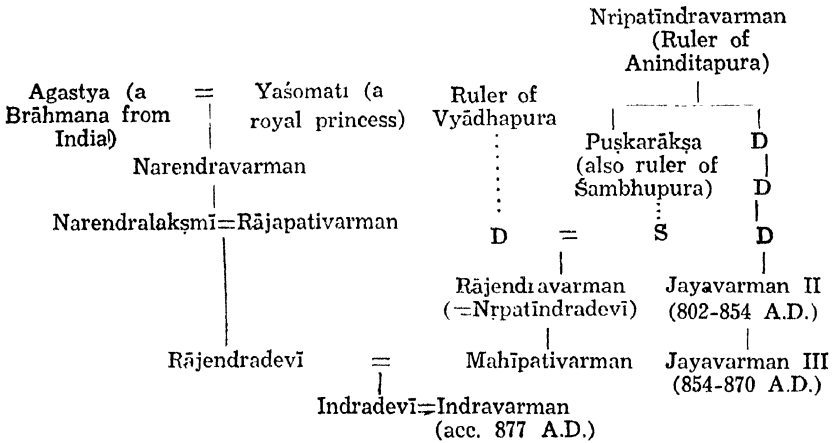 Nripatīndravarman
(Ruler of
Aninditapura)
Agastya (a = Yaśomatī (a Ruler of
Brāhmana from royal princess) Vyādhapura
India)
Puṣkarākṣa D
(also ruler of
Śambhupura) D
Narendravarman
Narendralakṣmī=Rājapativarman
D = S D
Rājendravarman Jayavarman II
(=Nṛpatīndradevī) (802-854 A.D.)
Rājendradevī = Mahīpativarman Jayavarman III
(854-870 A.D.)
Indradevī=Indravarman
(acc. 877 A.D.)